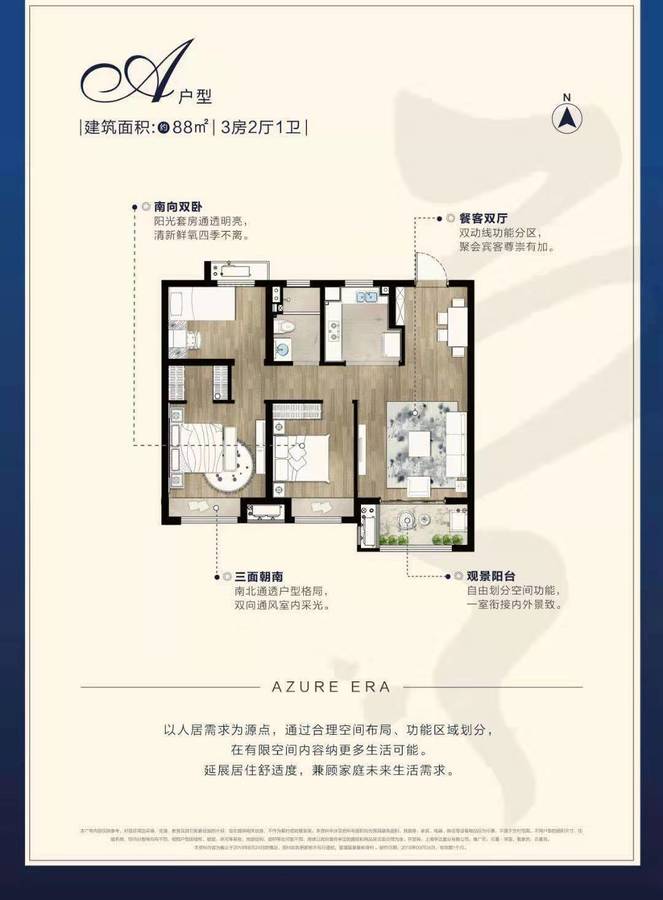 A户型
|建筑面积:约88㎡|3房2厅1卫|
N
南向双卧
阳光套房通透明亮，
清新鲜氧四季不离。
餐客双厅
双动线功能分区，
聚会宾客尊崇有加。
三面朝南
南北通透户型格局，
双向通风室内采光。
观景阳台
自由划分空间功能，
一室衔接内外景致。
AZURE ERA
以人居需求为源点，通过合理空间布局、功能区域划分，
在有限空间内容纳更多生活可能。
延展居住舒适度，兼顾家庭未来生活需求。